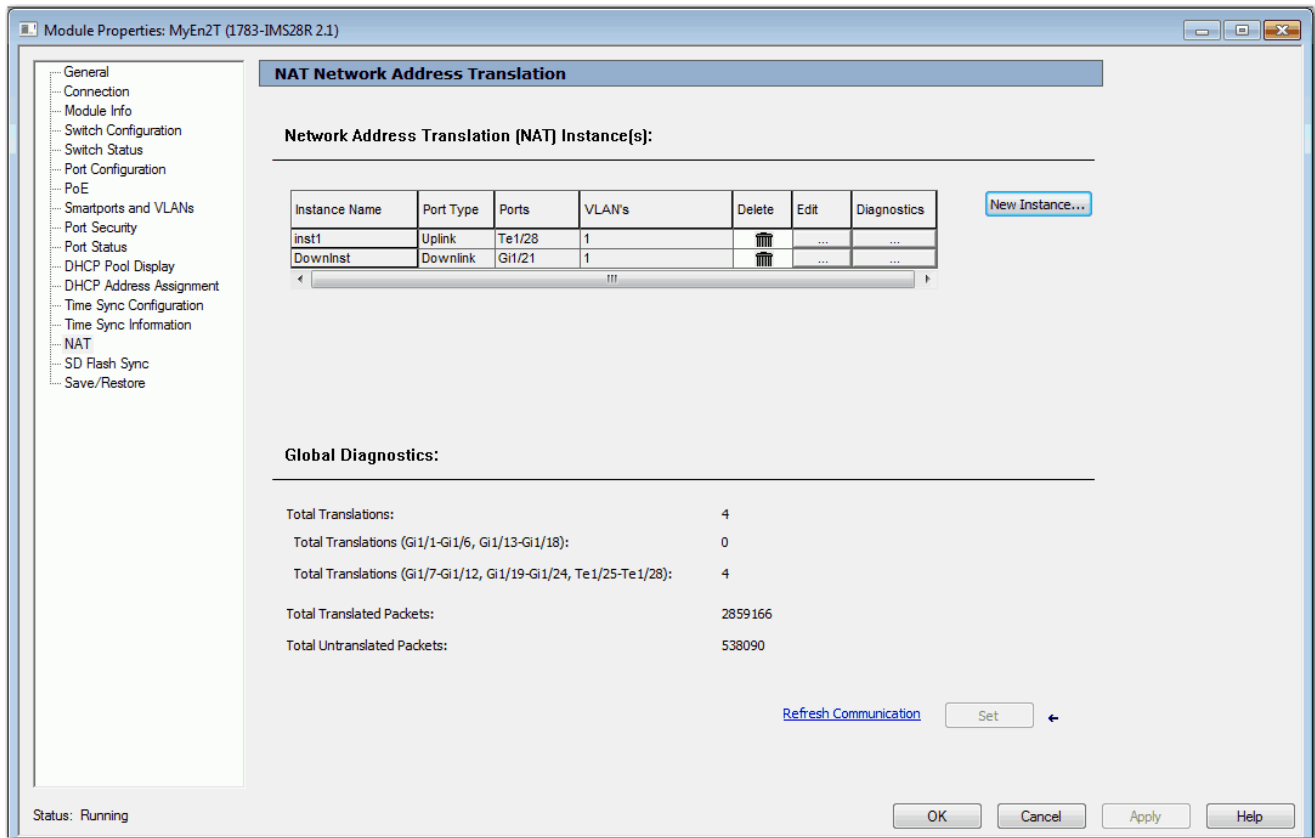 Module Properties: MyEn2T (1783-IMS28R 2.1)
General
Connection
Module Info
Switch Configuration
Switch Status
Port Configuration
PoE
Smartports and VLANs
Port Security
Port Status
DHCP Pool Display
DHCP Address Assignment
Time Sync Configuration
Time Sync Information
NAT
SD Flash Sync
Save/Restore
NAT Network Address Translation
Network Address Translation (NAT) Instance(s):
Instance Name Port Type Ports VLAN's Delete Edit Diagnostics
inst1 Uplink Te1/28 1 ... ...
DownInst Downlink Gi1/21 1 ... ...
New Instance...
Global Diagnostics:
Total Translations: 4
Total Translations (Gi1/1-Gi1/6, Gi1/13-Gi1/18): 0
Total Translations (Gi1/7-Gi1/12, Gi1/19-Gi1/24, Te1/25-Te1/28): 4
Total Translated Packets: 2859166
Total Untranslated Packets: 538090
Refresh Communication Set
Status: Running
OK Cancel Apply Help